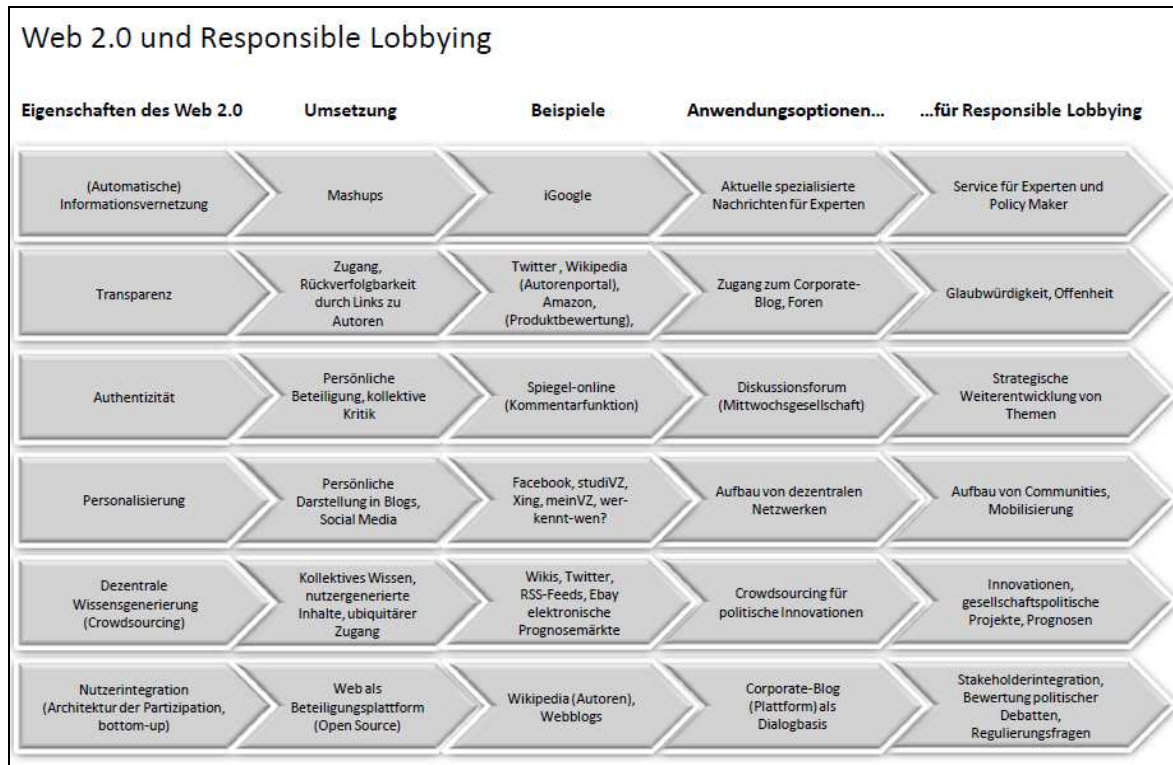 Web 2.0 und Responsible Lobbying
Eigenschaften des Web 2.0
Umsetzung
Beispiele
Anwendungsoptionen...
...für Responsible Lobbying
(Automatische)
Informationsvernetzung
Mashups
iGoogle
Aktuelle spezialisierte
Nachrichten für Experten
Service für Experten und
Policy Maker
Transparenz
Zugang,
Rückverfolgbarkeit
durch Links zu
Autoren
Twitter , Wikipedia
(Autorenportal),
Amazon,
(Produktbewertung),
Zugang zum Corporate-
Blog, Foren
Glaubwürdigkeit, Offenheit
Authentizität
Persönliche
Beteiligung, kollektive
Kritik
Spiegel-online
(Kommentarfunktion)
Diskussionsforum
(Mittwochsgesellschaft)
Strategische
Weiterentwicklung von
Themen
Personalisierung
Persönliche
Darstellung in Blogs,
Social Media
Facebook, studiVZ,
Xing, meinVZ, wer-
kennt-wen?
Aufbau von dezentralen
Netzwerken
Aufbau von Communities,
Mobilisierung
Dezentrale
Wissensgenerierung
(Crowdsourcing)
Kollektives Wissen,
nutzergenerierte
Inhalte, ubiquitärer
Zugang
Wikis, Twitter,
RSS-Feeds, Ebay
elektronische
Prognosemärkte
Crowdsourcing für
politische Innovationen
Innovationen,
gesellschaftspolitische
Projekte, Prognosen
Nutzerintegration
(Architektur der Partizipation,
bottom-up)
Web als
Beteiligungsplattform
(Open Source)
Wikipedia (Autoren),
Webblogs
Corporate-Blog
(Plattform) als
Dialogbasis
Stakeholderintegration,
Bewertung politischer
Debatten,
Regulierungsfragen